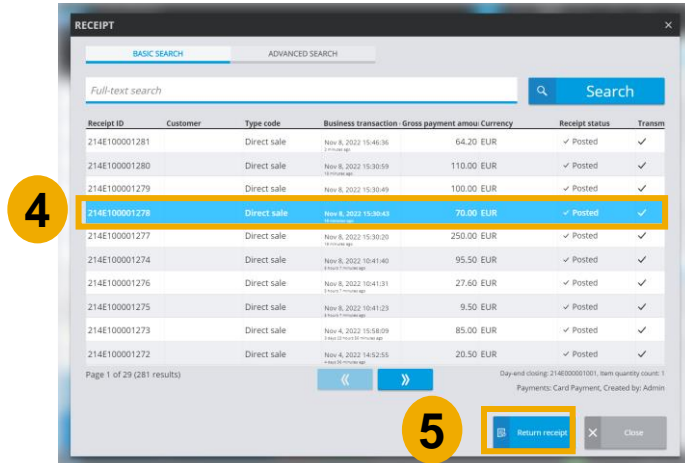 RECEIPT ×
BASIC SEARCH ADVANCED SEARCH
Full-text search Search
Receipt ID Customer Type code Business transaction Gross payment amou Currency Receipt status Transm
214E100001281 Direct sale Nov 8, 2022 15:46:36 64.20 EUR ✓ Posted ✓
214E100001280 Direct sale Nov 8, 2022 15:30:59 110.00 EUR ✓ Posted ✓
214E100001279 Direct sale Nov 8, 2022 15:30:49 100.00 EUR ✓ Posted ✓
4
214E100001278 Direct sale Nov 8, 2022 15:30:43 70.00 EUR ✓ Posted ✓
214E100001277 Direct sale Nov 8, 2022 15:30:20 250.00 EUR ✓ Posted ✓
214E100001274 Direct sale Nov 8, 2022 10:41:40 95.50 EUR ✓ Posted ✓
214E100001276 Direct sale Nov 8, 2022 10:41:31 27.60 EUR ✓ Posted ✓
214E100001275 Direct sale Nov 8, 2022 10:41:23 9.50 EUR ✓ Posted ✓
214E100001273 Direct sale Nov 4, 2022 15:58:09 85.00 EUR ✓ Posted ✓
214E100001272 Direct sale Nov 4, 2022 14:52:55 20.50 EUR ✓ Posted ✓
Page 1 of 29 (281 results) « » Day-end closing: 214E000001001, Item quantity count: 1
Payments: Card Payment, Created by: Admin
5
Return receipt × Close